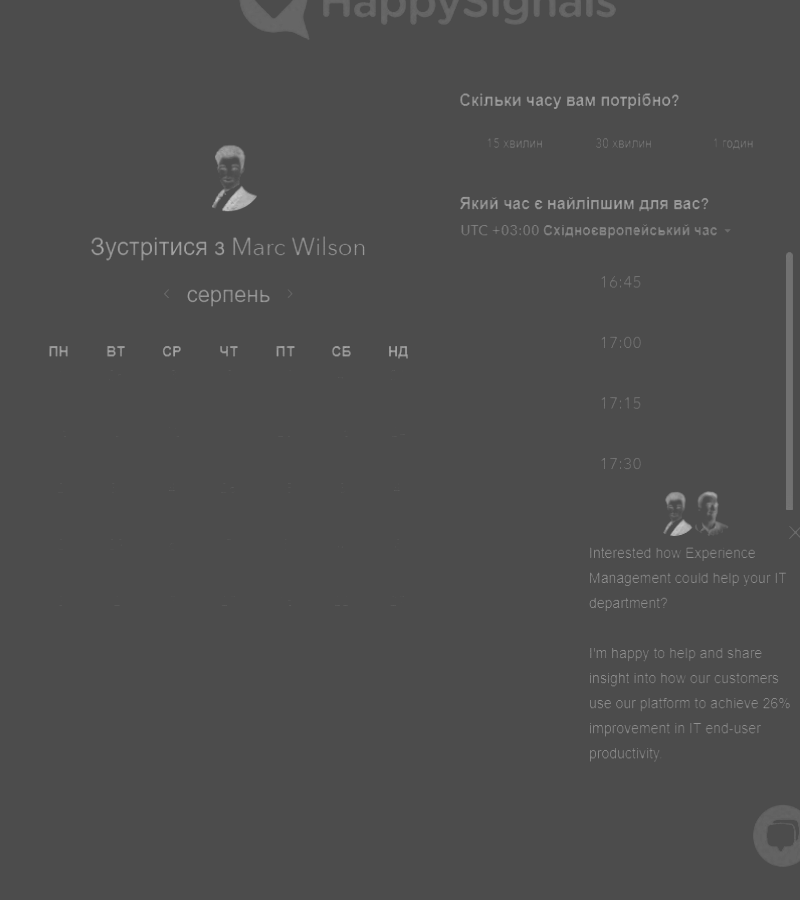 HappySignals
Зустрітися з Marc Wilson
серпень
ПН ВТ СР ЧТ ПТ СБ НД
Скільки часу вам потрібно?
15 хвилин 30 хвилин 1 годин
Який час є найліпшим для вас?
UTC +03:00 Східноєвропейський час
16:45
17:00
17:15
17:30
Interested how Experience
Management could help your IT
department?
I'm happy to help and share
insight into how our customers
use our platform to achieve 26%
improvement in IT end-user
productivity.